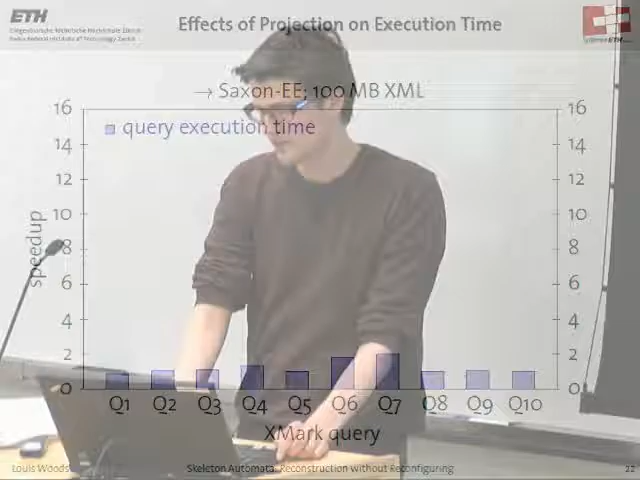 ETH
Eidgenössische Technische Hochschule Zürich
Swiss Federal Institute of Technology Zurich
Effects of Projection on Execution Time
systems ETH
→ Saxon-EE; 100 MB XML
query execution time
speedup
16 16
14 14
12 12
10 10
8 8
6 6
4 4
2 2
0 0
Q1 Q2 Q3 Q4 Q5 Q6 Q7 Q8 Q9 Q10
XMark query
Louis Woods
Skeleton Automata: Reconstruction without Reconfiguring
22